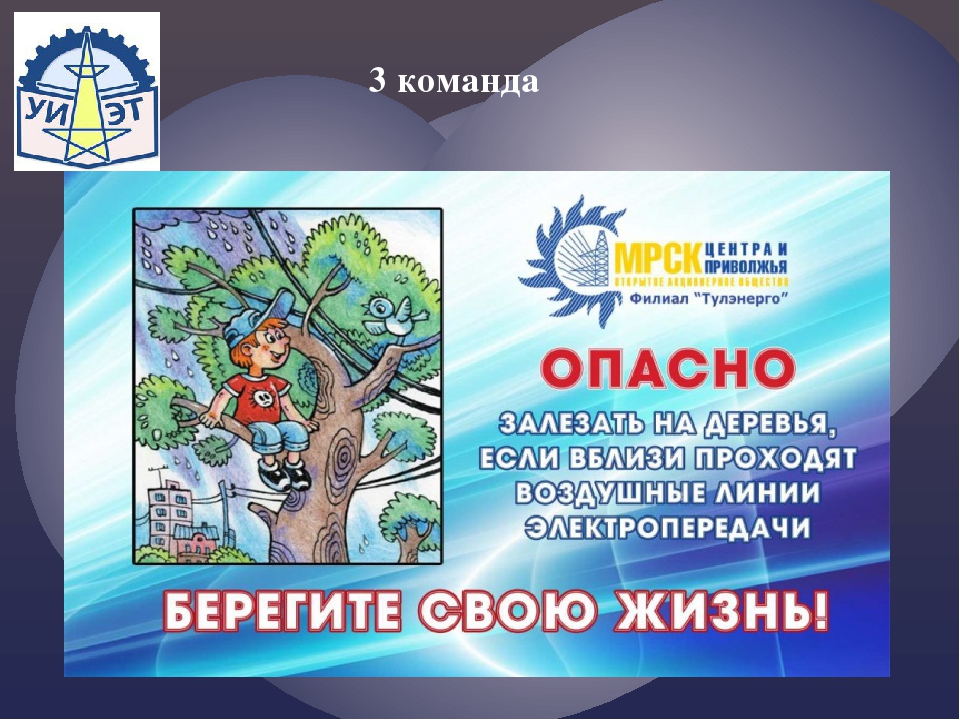 УИ ЭТ
3 команда
МРСК ЦЕНТРА И
ПРИВОЛЖЬЯ
ОТКРЫТОЕ АКЦИОНЕРНОЕ ОБЩЕСТВО
Филиал "Тулэнерго"
ОПАСНО
ЗАЛЕЗАТЬ НА ДЕРЕВЬЯ,
ЕСЛИ ВБЛИЗИ ПРОХОДЯТ
ВОЗДУШНЫЕ ЛИНИИ
ЭЛЕКТРОПЕРЕДАЧИ
БЕРЕГИТЕ СВОЮ ЖИЗНЬ!